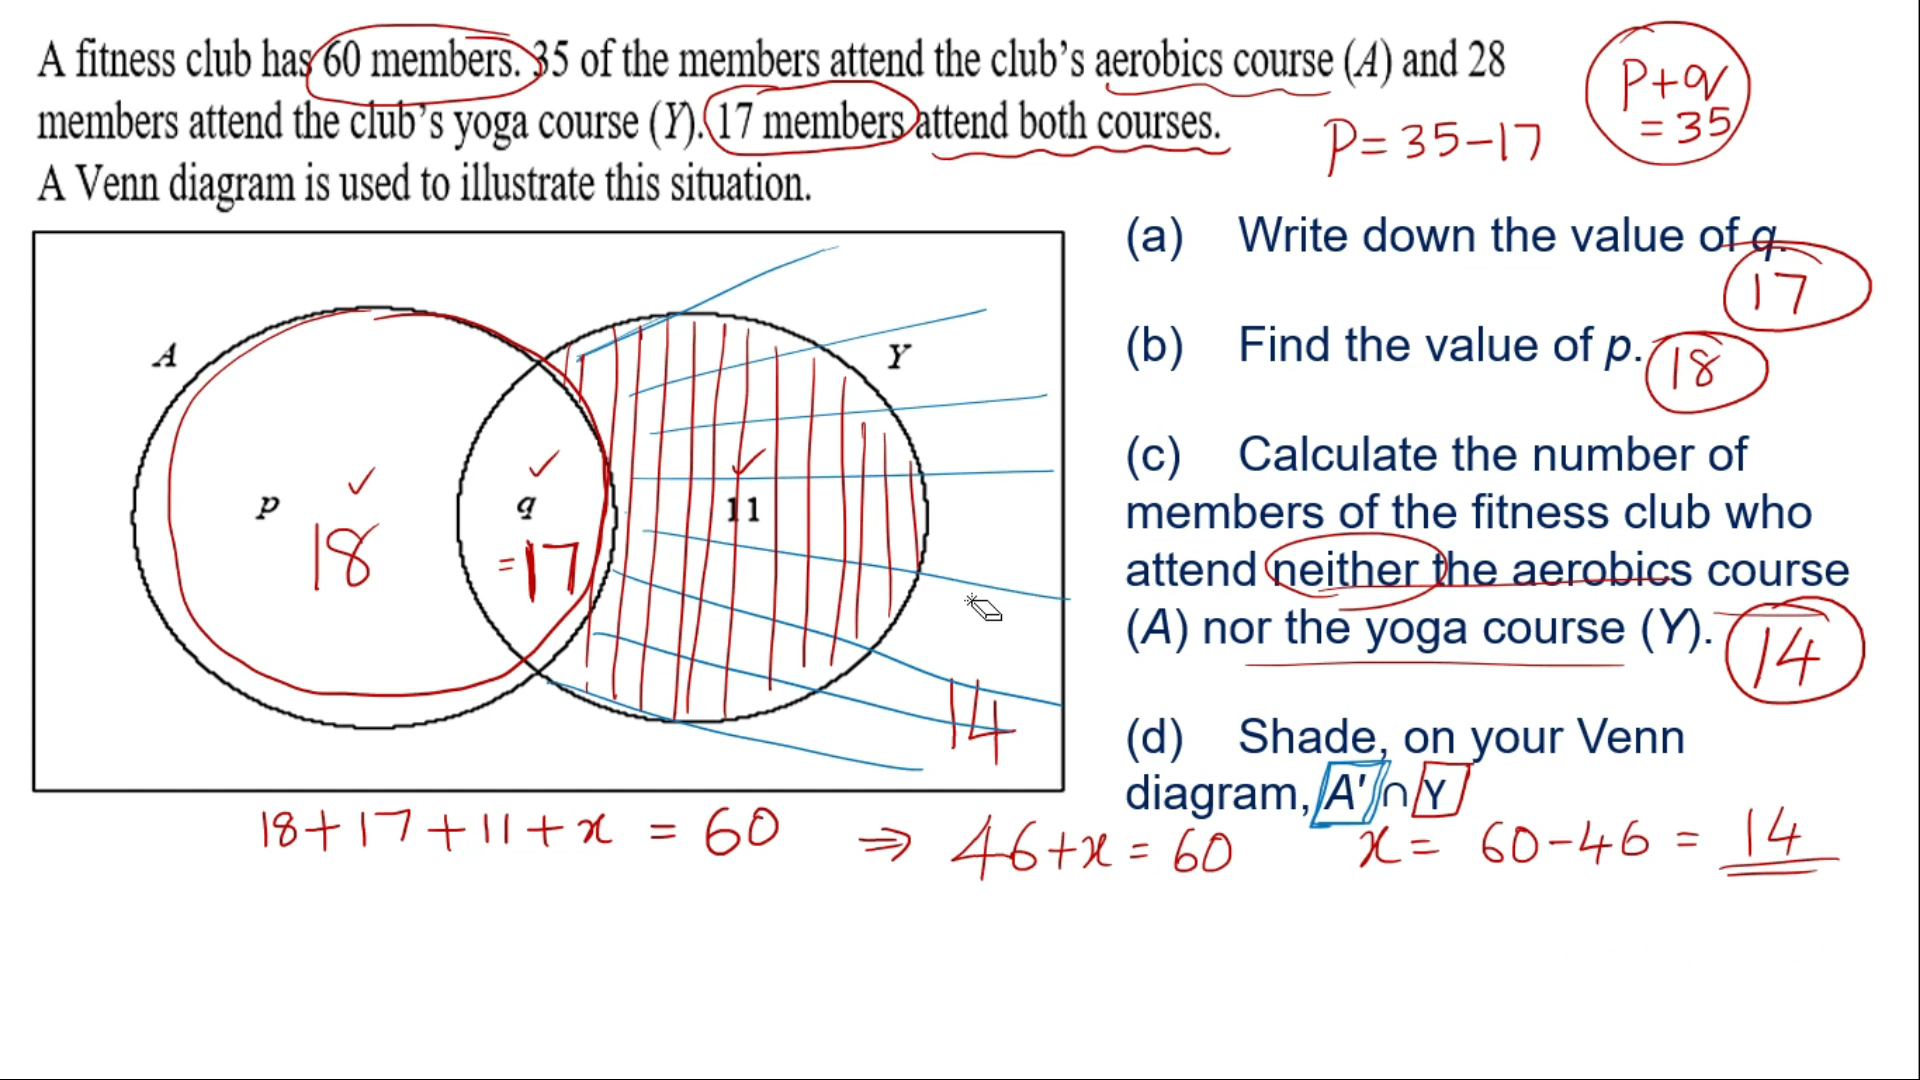 A fitness club has 60 members. 35 of the members attend the club's aerobics course (A) and 28
members attend the club's yoga course (Y). 17 members attend both courses.
A Venn diagram is used to illustrate this situation.
P+q
=35
P=35-17
(a) Write down the value of q.
17
(b) Find the value of p.
18
(c) Calculate the number of
members of the fitness club who
attend neither the aerobics course
(A) nor the yoga course (Y).
14
(d) Shade, on your Venn
diagram, A' ∩ Y
A
Y
p
18
q
=17
11
14
18+17+11+x = 60 ⇒ 46+x=60 x= 60-46 = 14